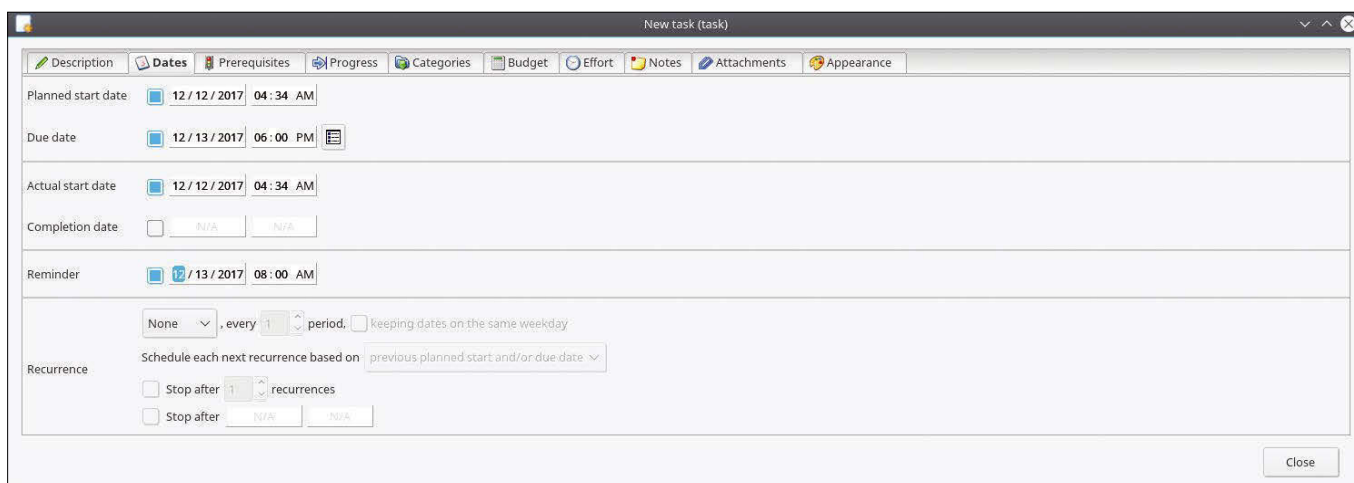 New task (task)
Description Dates Prerequisites Progress Categories Budget Effort Notes Attachments Appearance
Planned start date 12 / 12 / 2017 04 : 34 AM
Due date 12 / 13 / 2017 06 : 00 PM
Actual start date 12 / 12 / 2017 04 : 34 AM
Completion date N/A N/A
Reminder 12 / 13 / 2017 08 : 00 AM
None , every 1 period, keeping dates on the same weekday
Schedule each next recurrence based on previous planned start and/or due date
Recurrence
Stop after 1 recurrences
Stop after N/A N/A
Close